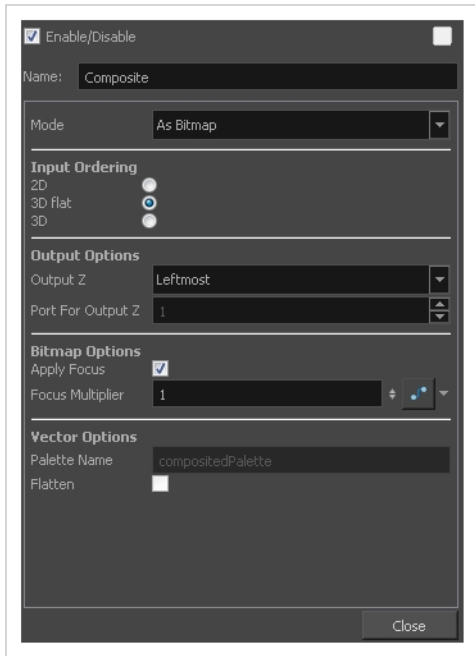 Enable/Disable
Name: Composite
Mode As Bitmap
Input Ordering
2D
3D flat
3D
Output Options
Output Z Leftmost
Port For Output Z 1
Bitmap Options
Apply Focus
Focus Multiplier 1
Vector Options
Palette Name compositedPalette
Flatten
Close